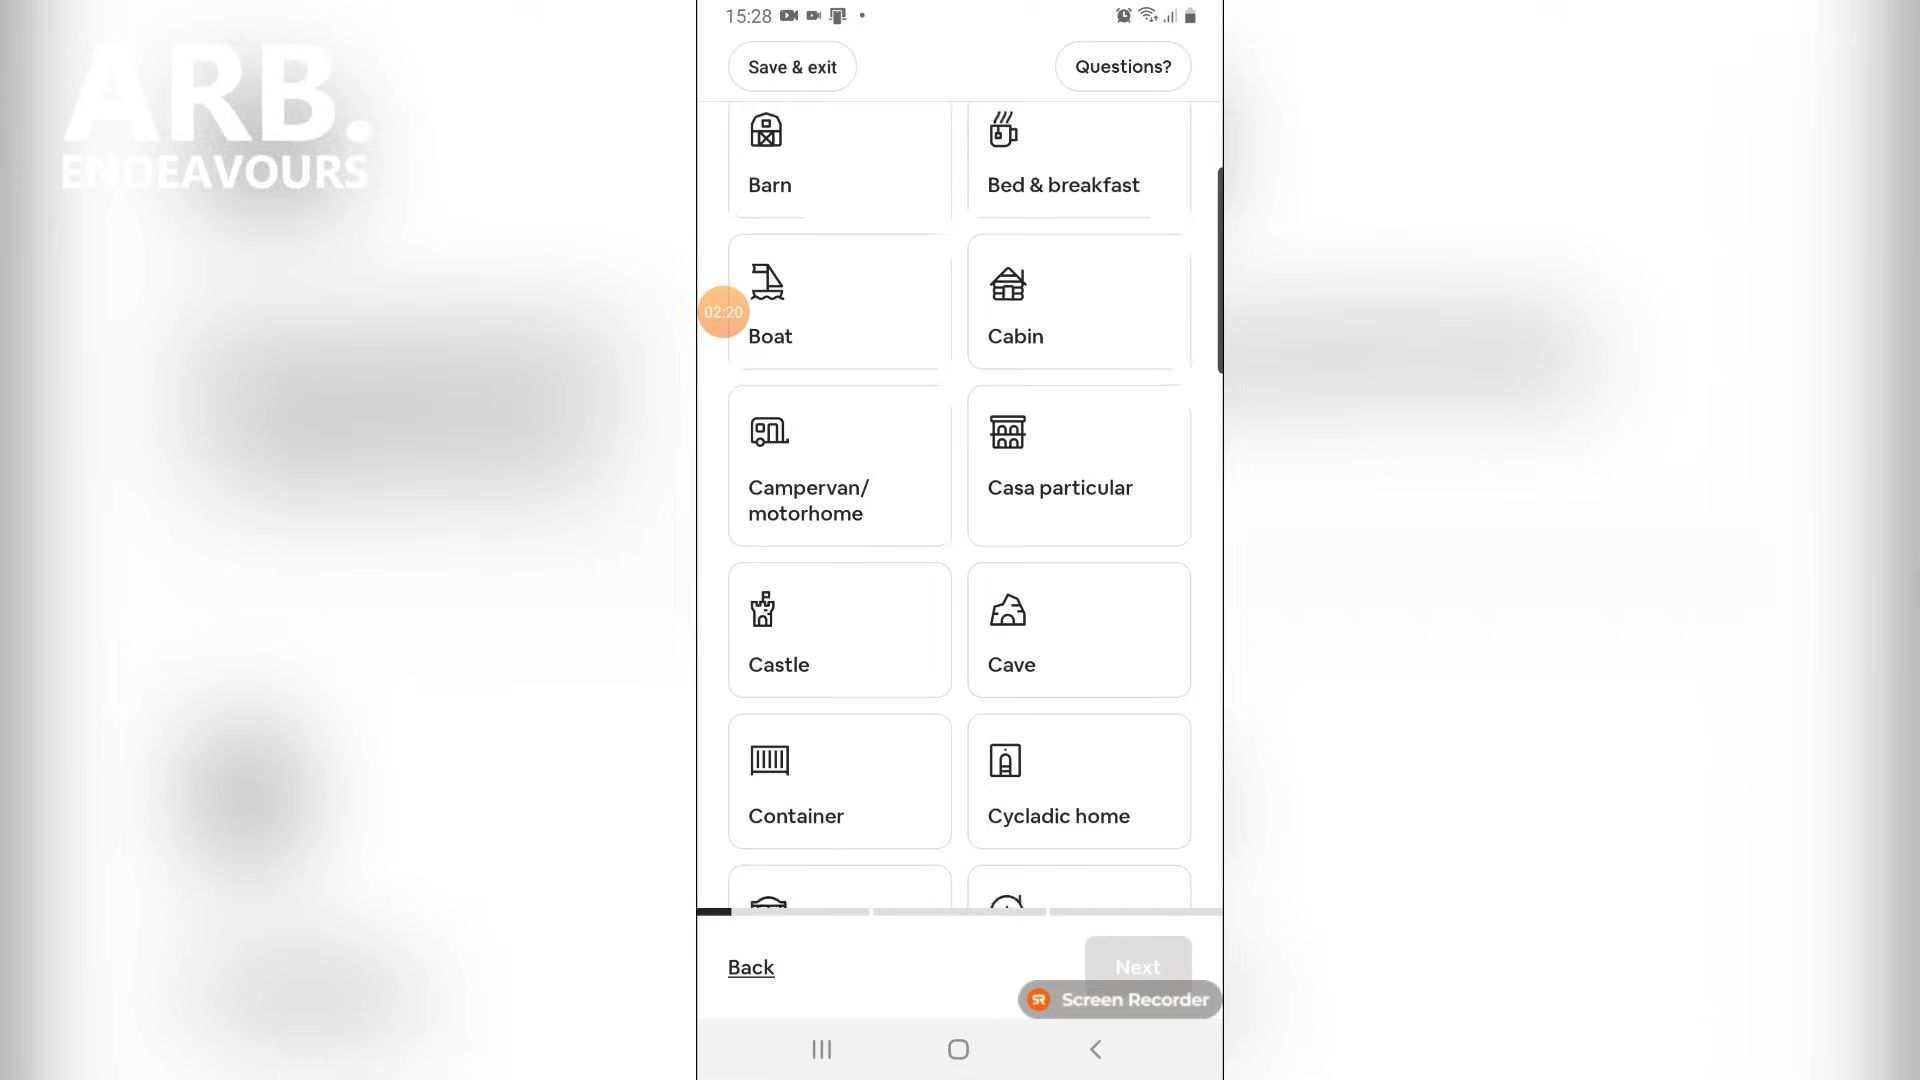 ARB.
ENDEAVOURS
15:28
Save & exit
Questions?
Barn
Bed & breakfast
02:20
Boat
Cabin
Campervan/
motorhome
Casa particular
Castle
Cave
Container
Cycladic home
Back
Next
SR Screen Recorder